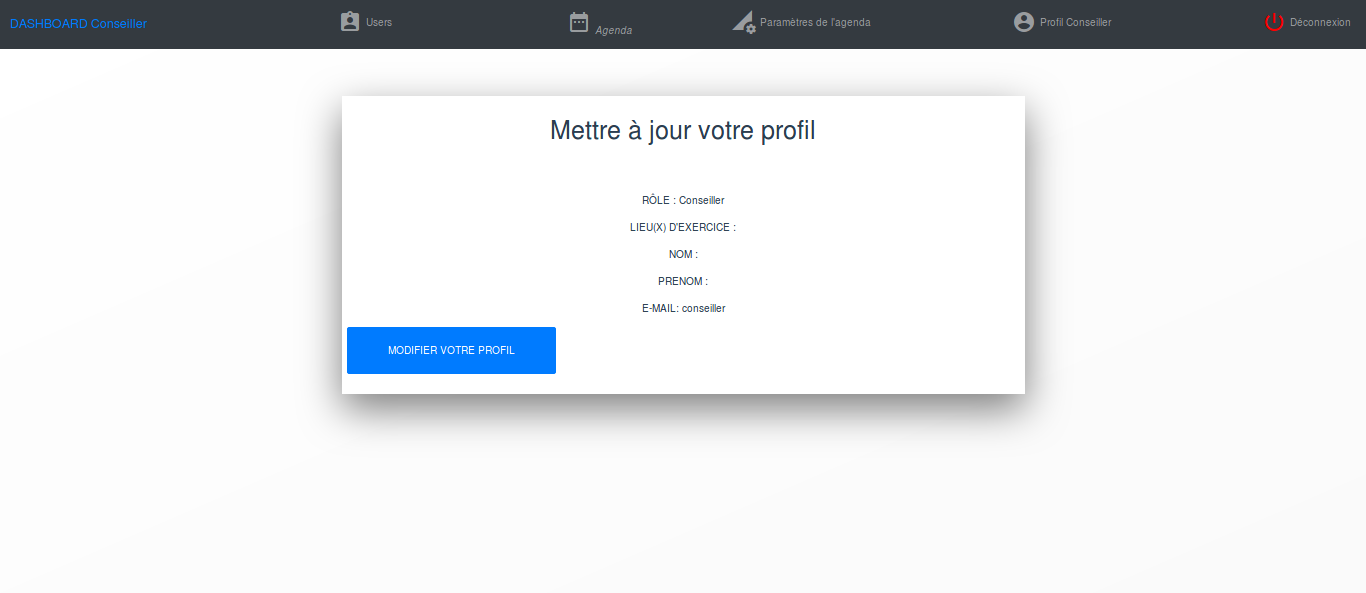 DASHBOARD Conseiller
Users
Agenda
Paramètres de l'agenda
Profil Conseiller
Déconnexion
Mettre à jour votre profil
RÔLE : Conseiller
LIEU(X) D'EXERCICE :
NOM :
PRENOM :
E-MAIL: conseiller
MODIFIER VOTRE PROFIL